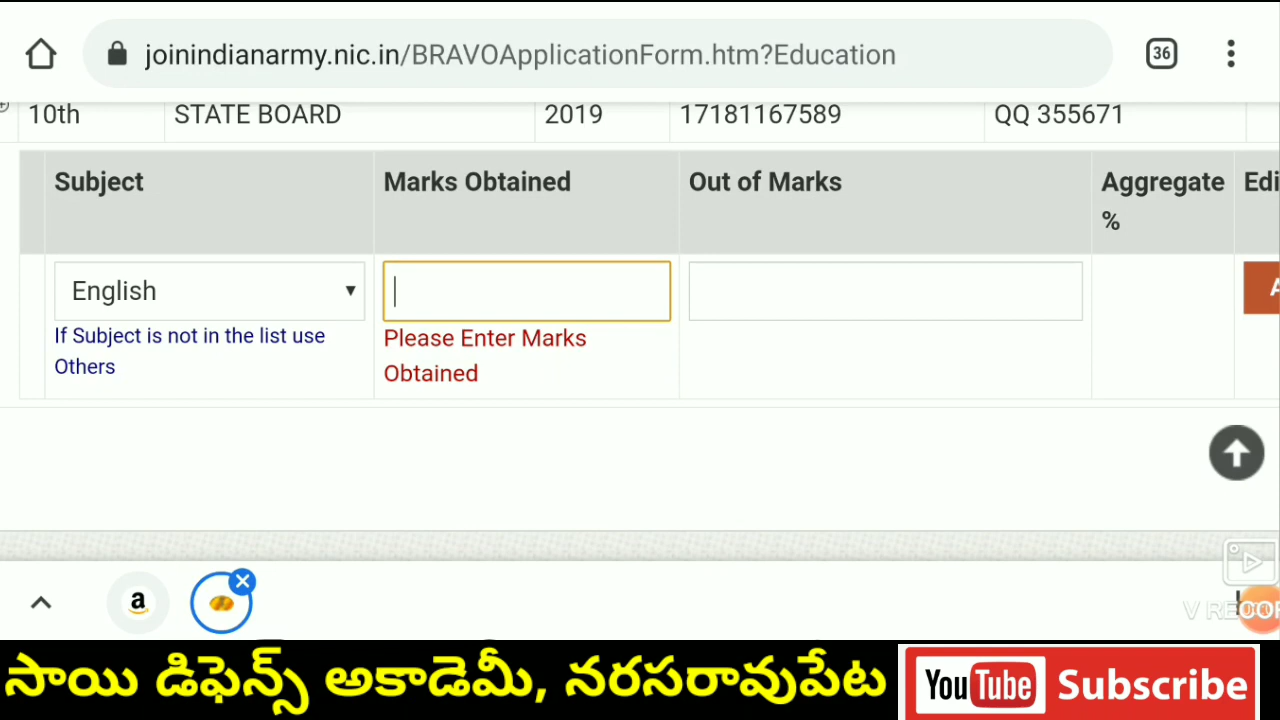 joinindianarmy.nic.in/BRAVOApplicationForm.htm?Education
36
10th STATE BOARD 2019 17181167589 QQ 355671
Subject Marks Obtained Out of Marks Aggregate Edi
%
English A
If Subject is not in the list use
Others
Please Enter Marks
Obtained
a
V RECOR
సాయి డిఫెన్స్ అకాడెమీ, నరసరావుపేట
YouTube Subscribe